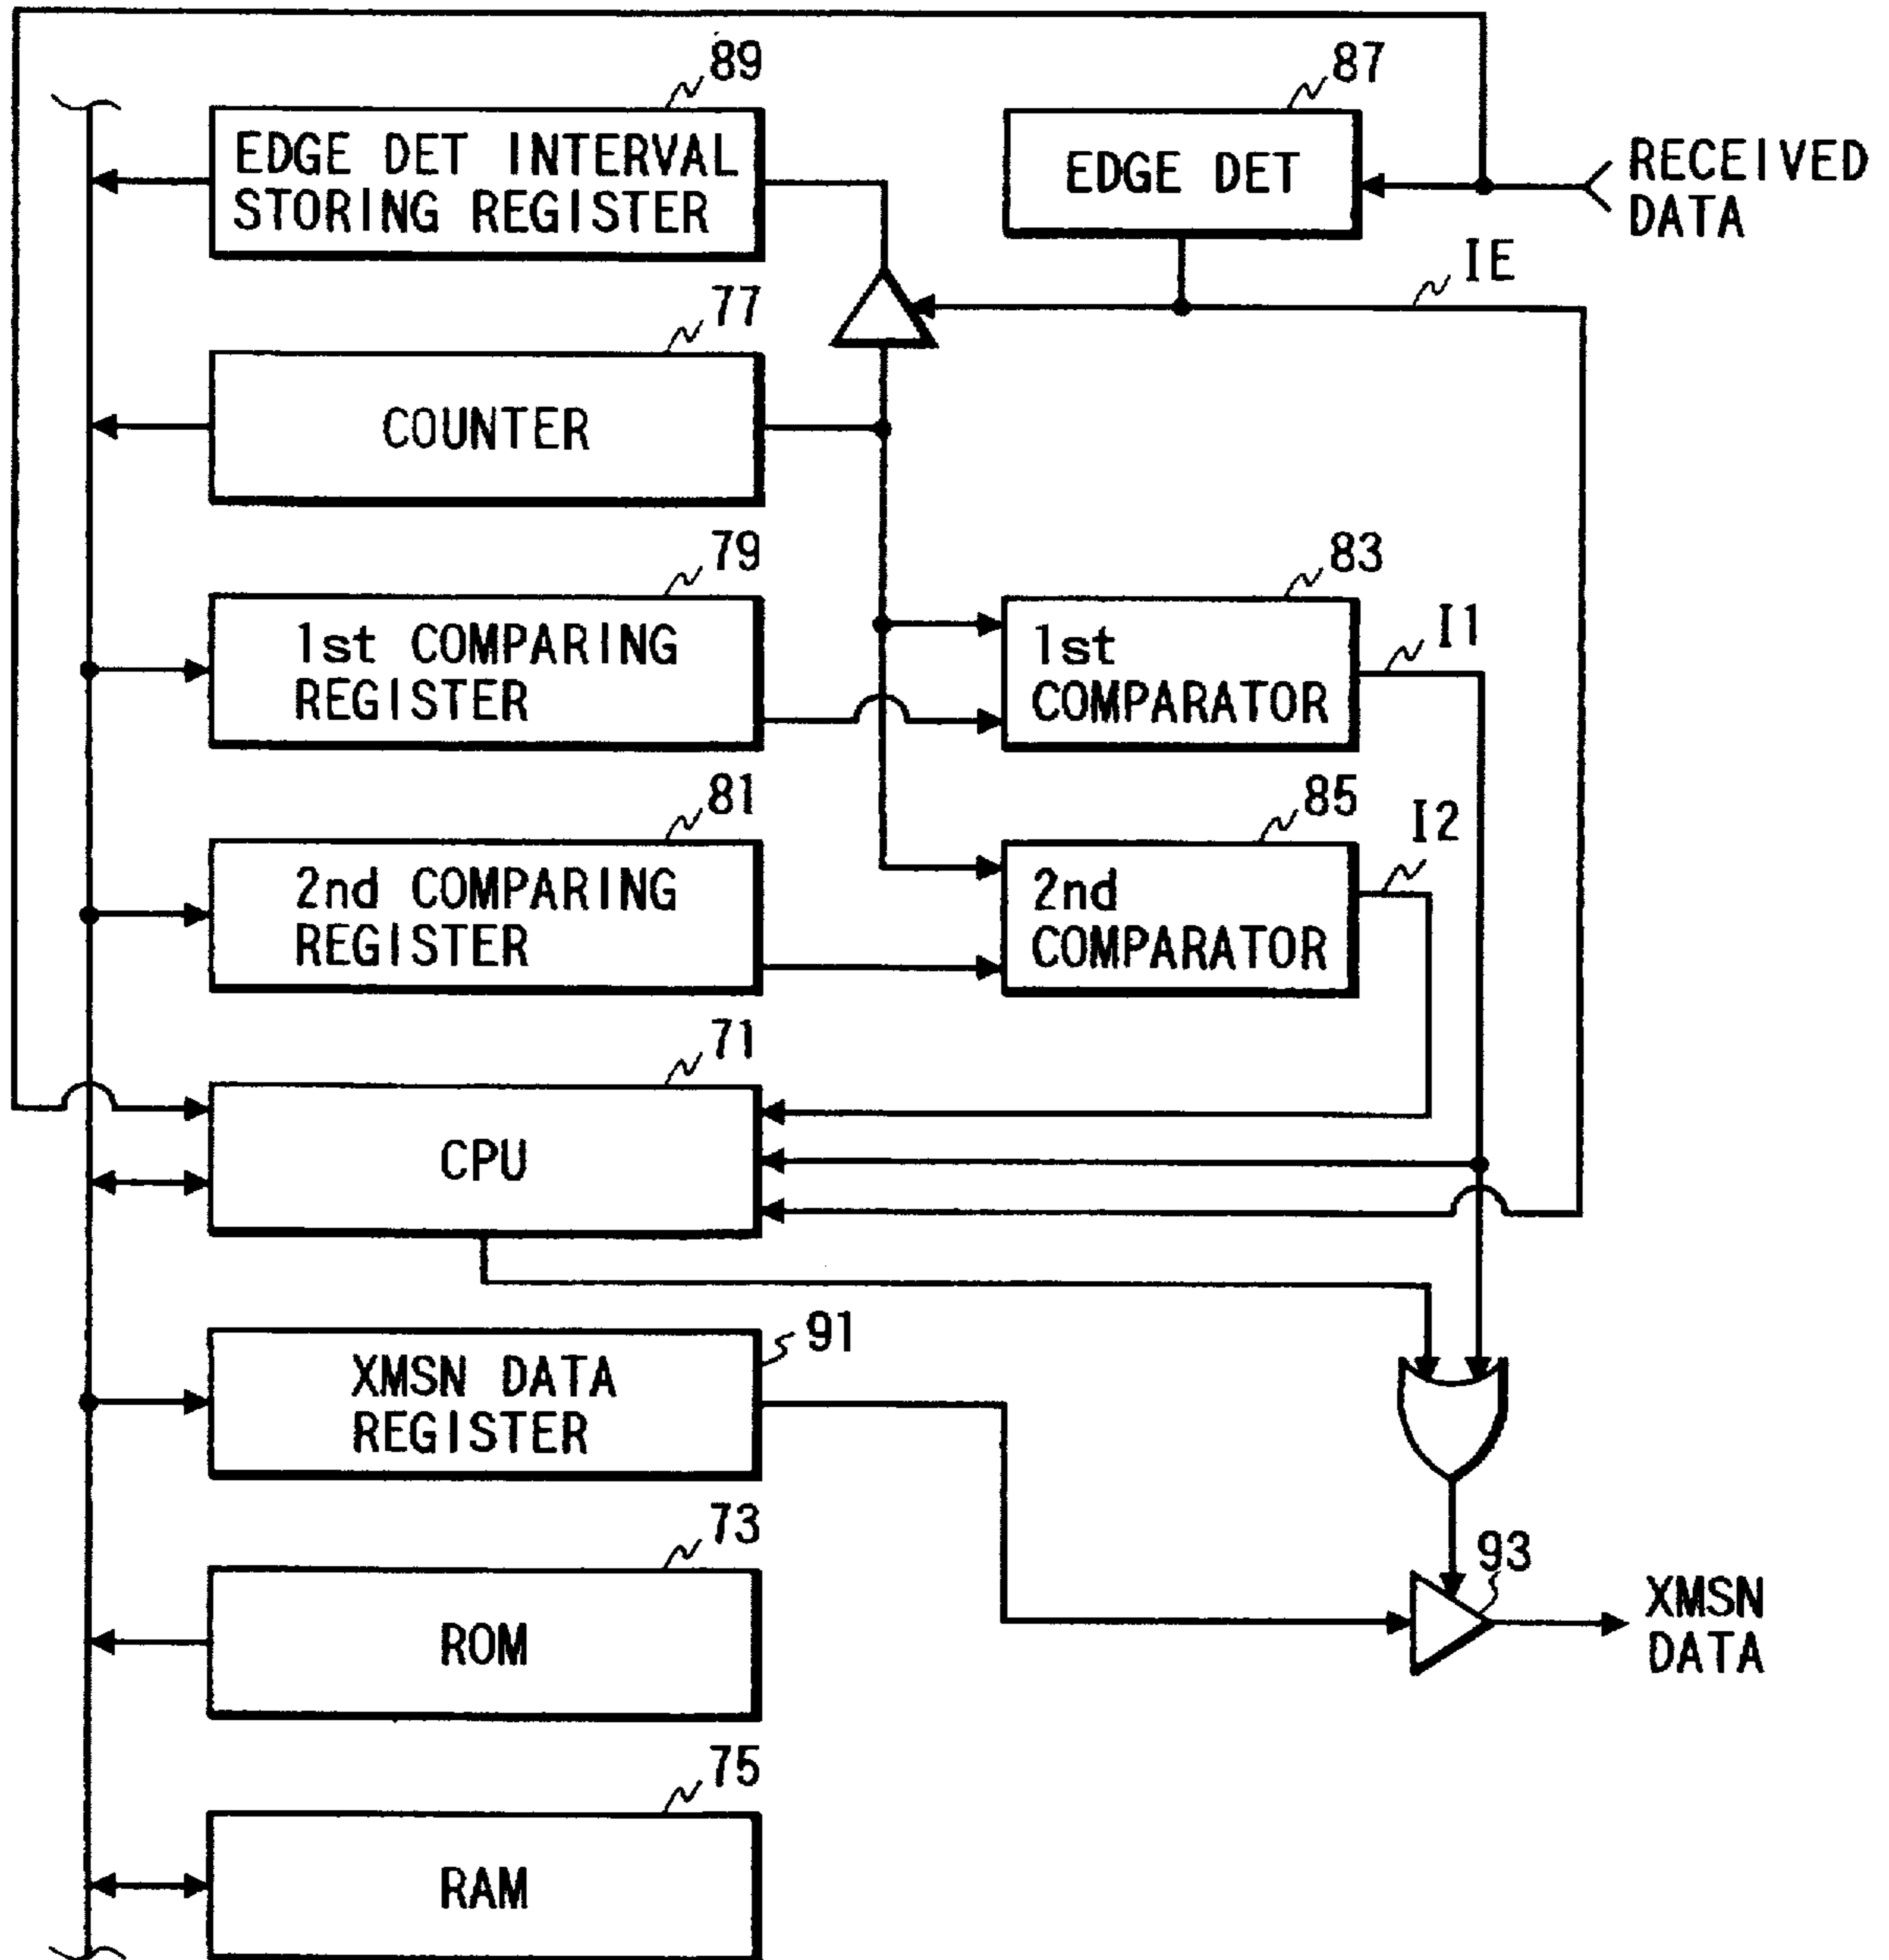 89
EDGE DET INTERVAL
STORING REGISTER
87
EDGE DET
RECEIVED
DATA
IE
77
COUNTER
79
1st COMPARING
REGISTER
83
1st
COMPARATOR
I1
81
2nd COMPARING
REGISTER
85
2nd
COMPARATOR
I2
71
CPU
91
XMSN DATA
REGISTER
73
ROM
93
XMSN
DATA
75
RAM